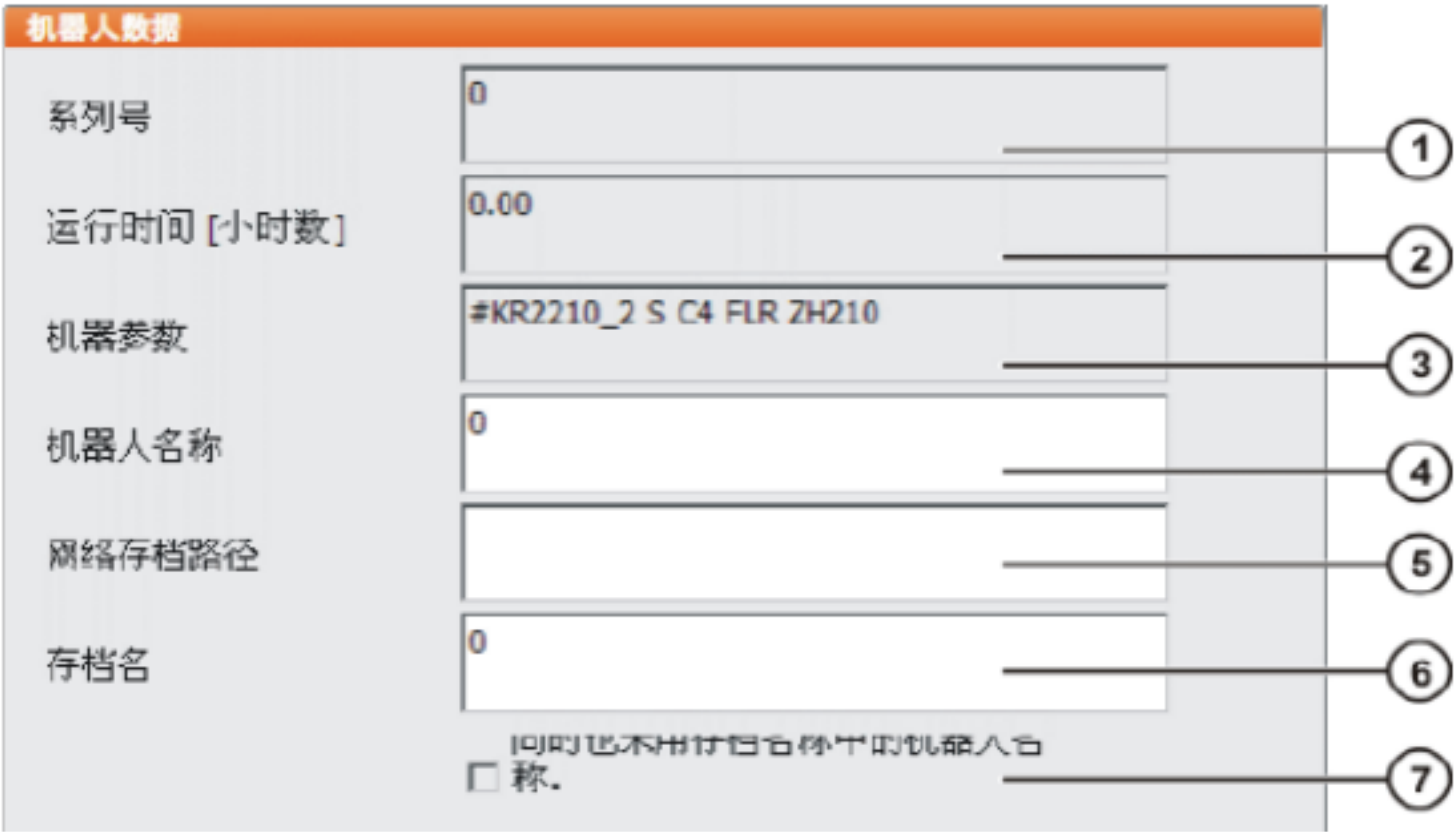 机器人数据
系列号
0
①
运行时间 [小时数]
0.00
②
机器参数
#KR2210_2 S C4 FLR ZH210
③
机器人名称
0
④
网络存档路径
⑤
存档名
0
⑥
同时也采用存档名称中的机器人名
称.
⑦